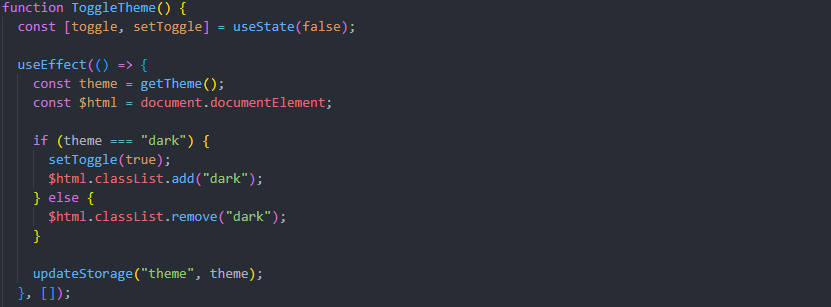 function ToggleTheme() {
const [toggle, setToggle] = useState(false);
useEffect(() => {
const theme = getTheme();
const $html = document.documentElement;
if (theme === "dark") {
setToggle(true);
$html.classList.add("dark");
} else {
$html.classList.remove("dark");
}
updateStorage("theme", theme);
}, []);